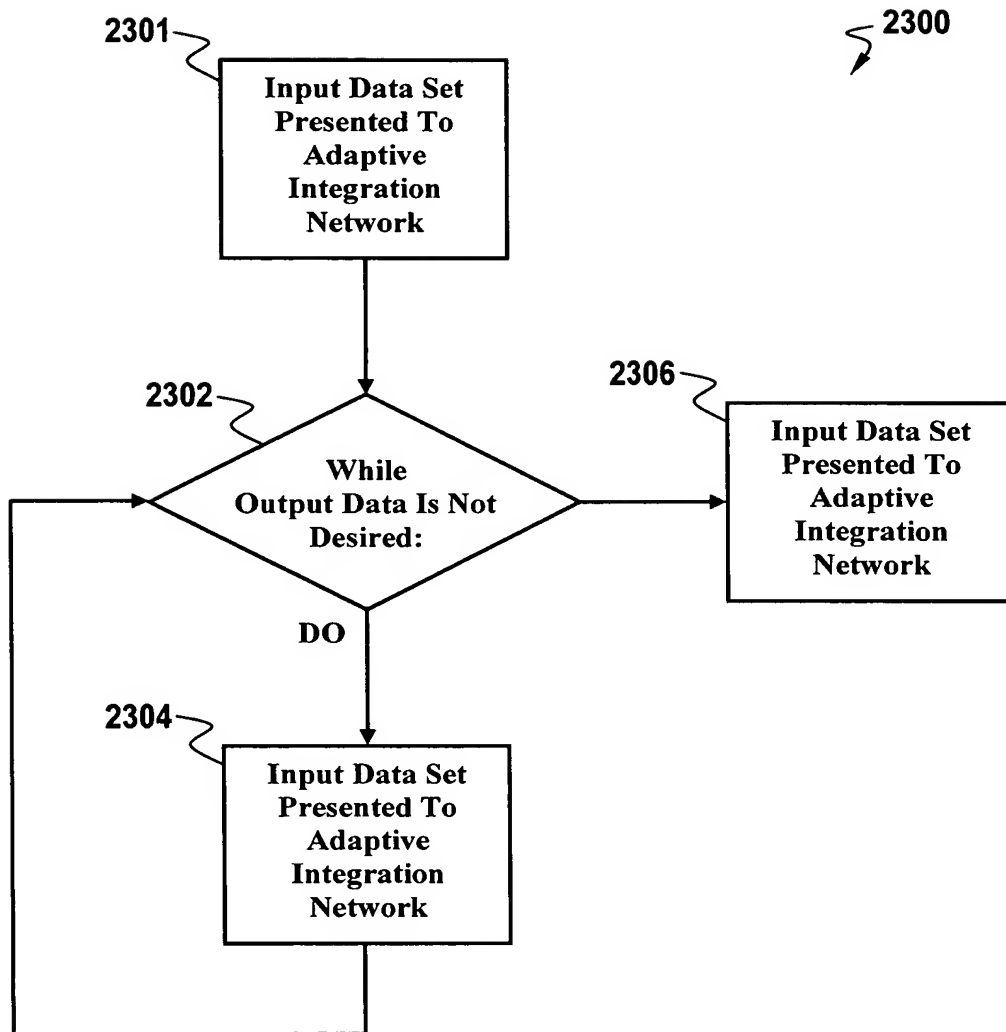 2301
2300
Input Data Set
Presented To
Adaptive
Integration
Network
2302
While
Output Data Is Not
Desired:
2306
Input Data Set
Presented To
Adaptive
Integration
Network
DO
2304
Input Data Set
Presented To
Adaptive
Integration
Network